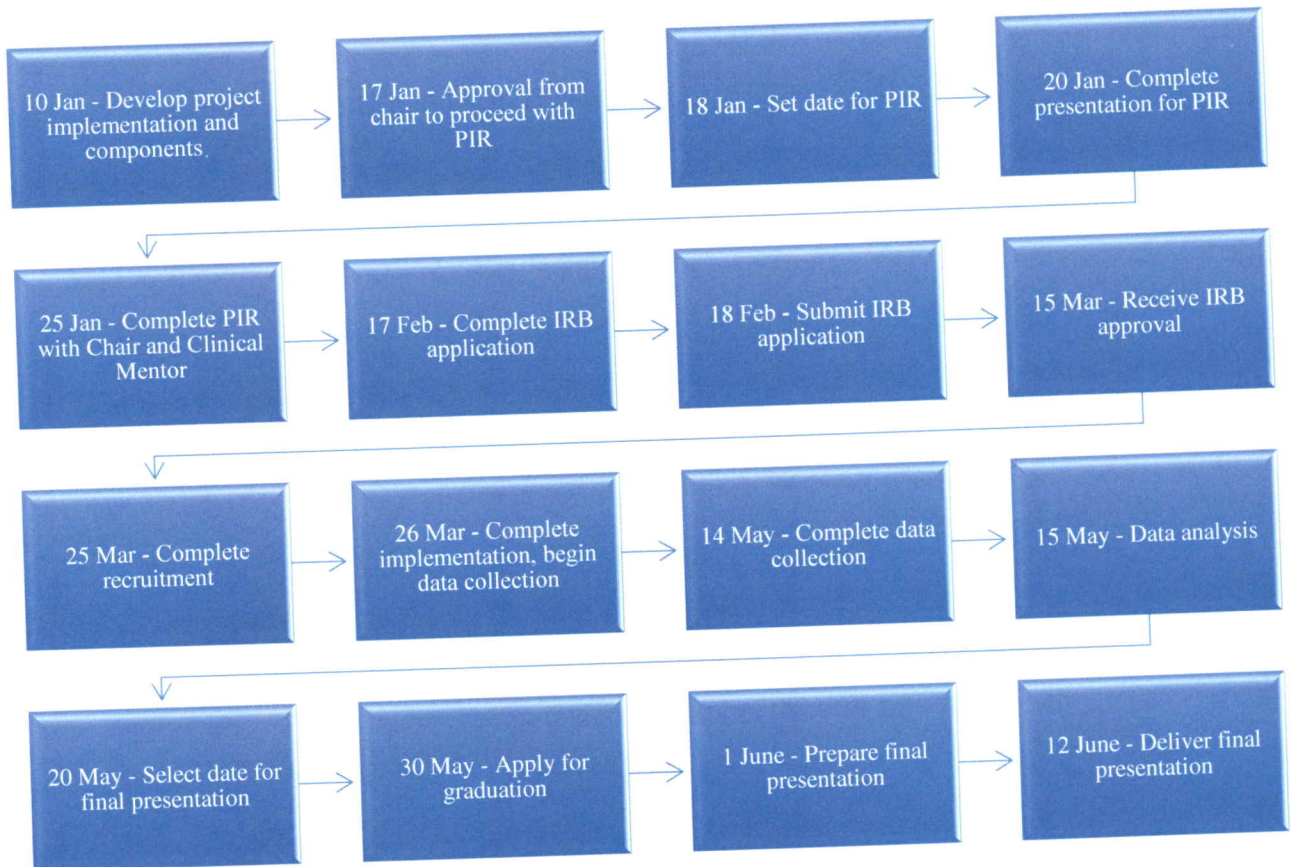 10 Jan - Develop project
implementation and
components.
17 Jan - Approval from
chair to proceed with
PIR
18 Jan - Set date for PIR
20 Jan - Complete
presentation for PIR
25 Jan - Complete PIR
with Chair and Clinical
Mentor
17 Feb - Complete IRB
application
18 Feb - Submit IRB
application
15 Mar - Receive IRB
approval
25 Mar - Complete
recruitment
26 Mar - Complete
implementation, begin
data collection
14 May - Complete data
collection
15 May - Data analysis
20 May - Select date for
final presentation
30 May - Apply for
graduation
1 June - Prepare final
presentation
12 June - Deliver final
presentation